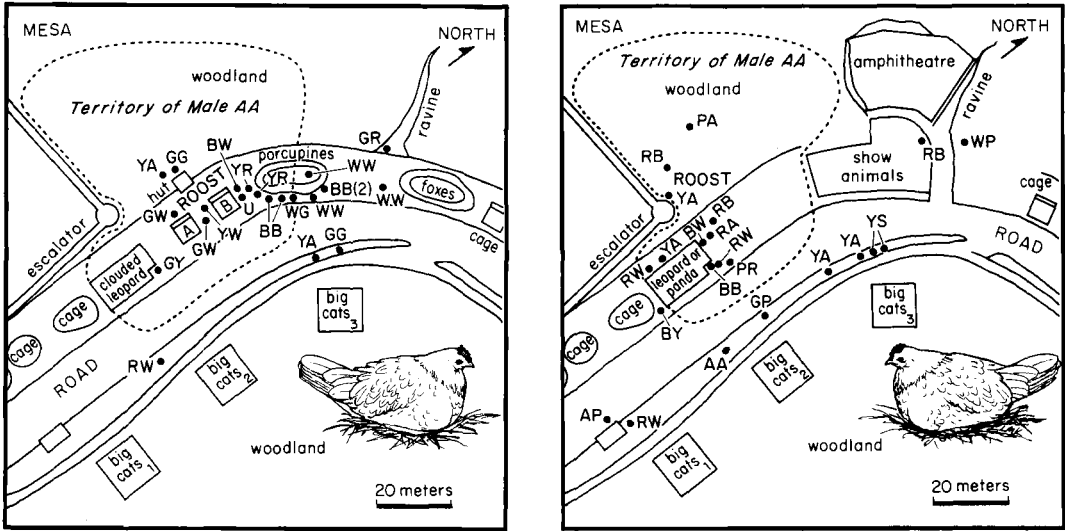 MESA
NORTH
woodland
Territory of Male AA
ravine
GR
YA
GG
BW
YR
porcupines
YR
WW
hut
ROOST
B
U
BB(2)
WW
foxes
GW
A
GW
YW
BB
WG
WW
cage
escalator
clouded
leopard
GY
YA
GG
cage
cage
ROAD
RW
big
cats 3
big
cats 2
big
cats 1
woodland
20 meters
MESA
NORTH
Territory of Male AA
woodland
amphitheatre
ravine
PA
RB
WP
RB
show
animals
ROOST
YA
cage
escalator
RB
BW
RA
YA
RW
RW
leopard or
panda
PR
BB
YA
YA
YS
ROAD
cage
BY
GP
cage
AA
big
cats 3
big
cats 2
AP
RW
big
cats 1
woodland
20 meters